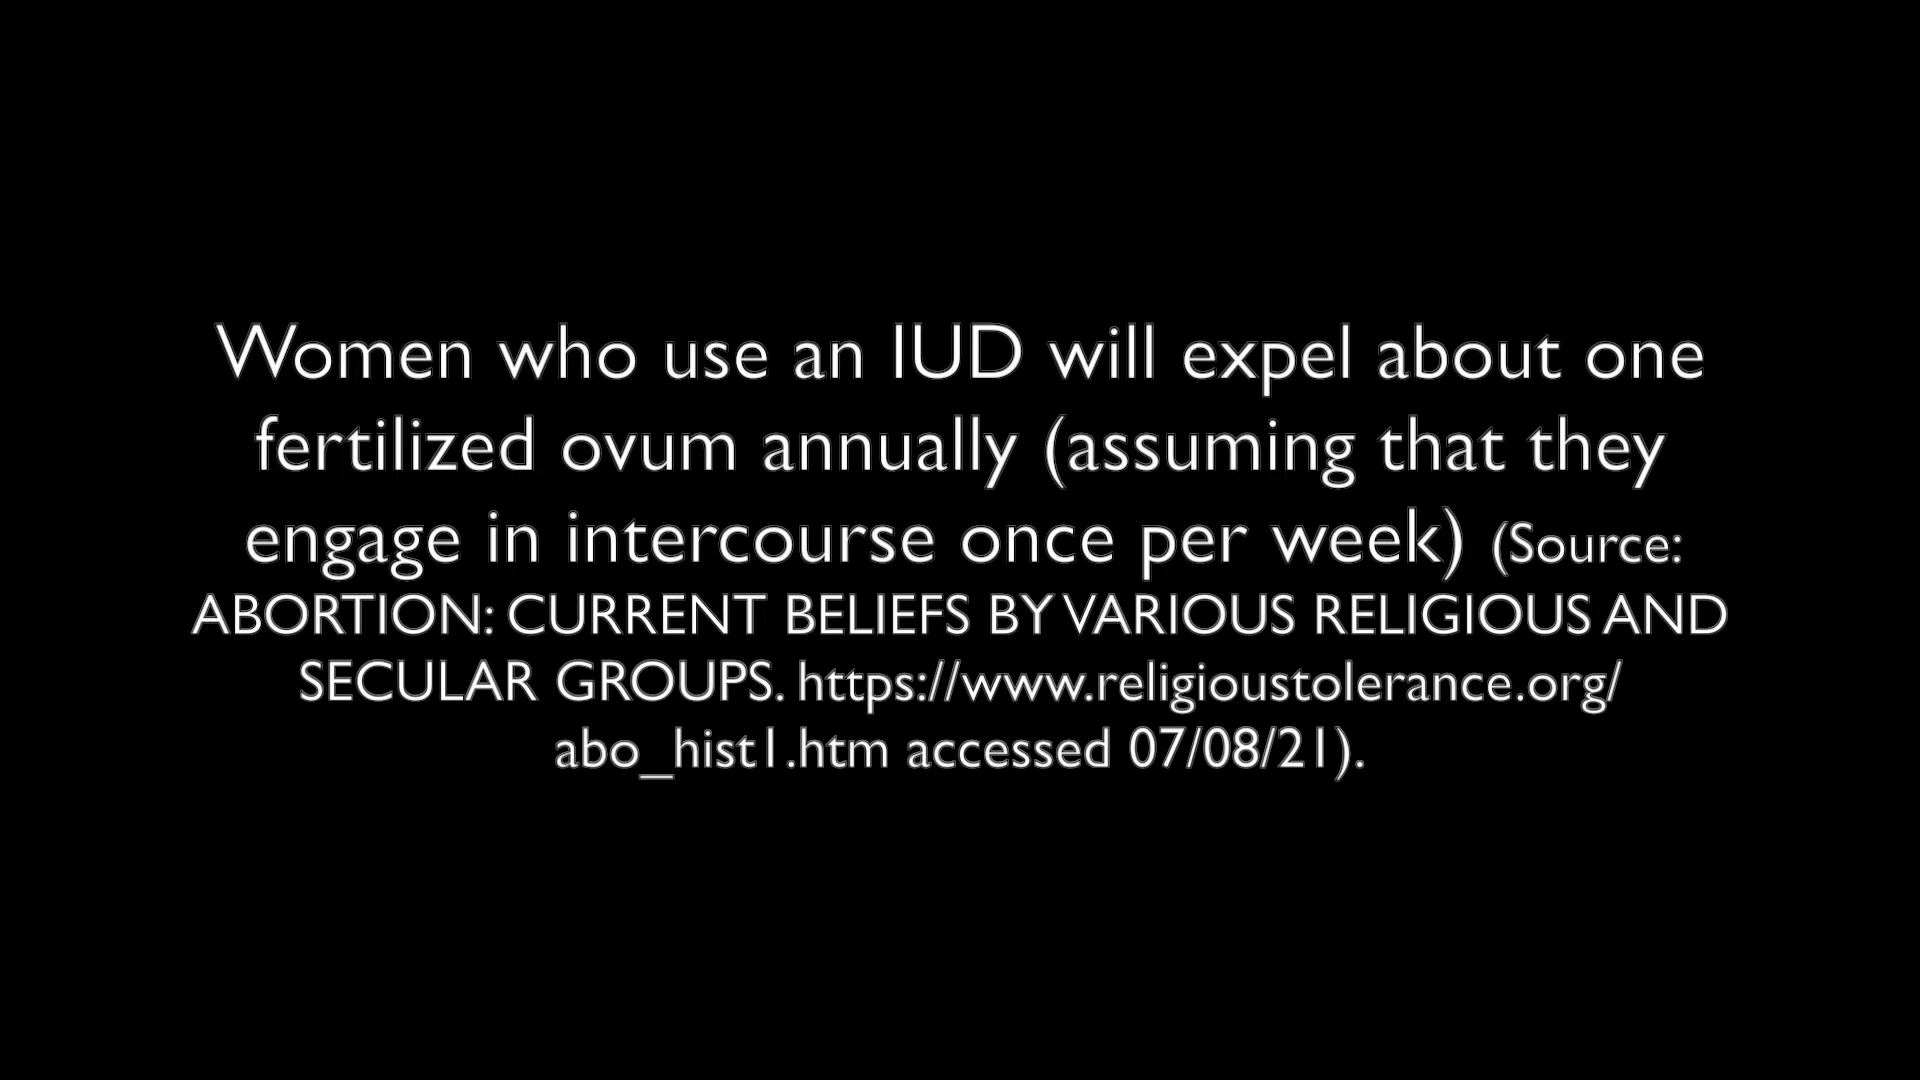 Women who use an IUD will expel about one
fertilized ovum annually (assuming that they
engage in intercourse once per week) (Source:
ABORTION: CURRENT BELIEFS BY VARIOUS RELIGIOUS AND
SECULAR GROUPS. https://www.religioustolerance.org/
abo_hist1.htm accessed 07/08/21).